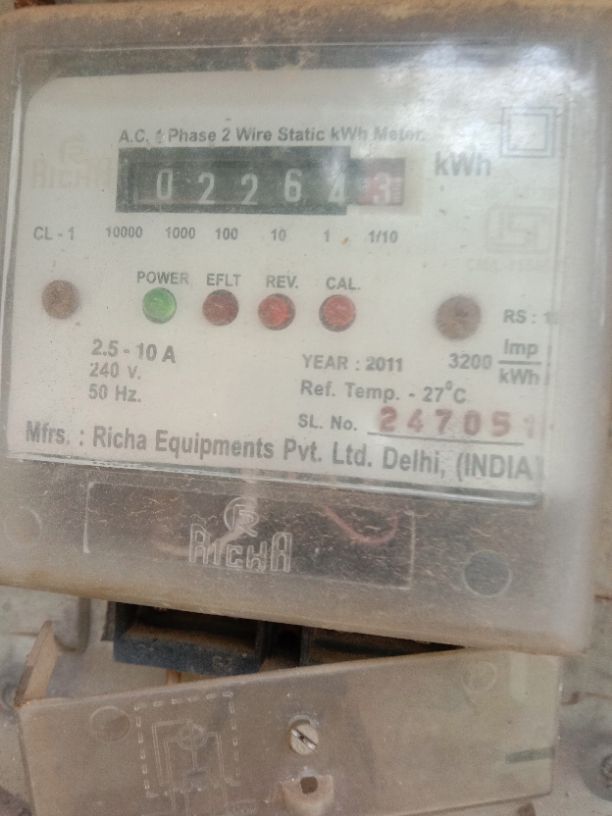 A.C. 1 Phase 2 Wire Static kWh Meter.
RICHA
0 2 2 6 4 3 kWh
CL - 1 10000 1000 100 10 1 1/10
POWER EFLT REV. CAL.
RS :
2.5 - 10 A
240 V.
50 Hz.
YEAR : 2011 3200 Imp
kWh
Ref. Temp. - 27°C
SL. No. 247051
Mfrs. : Richa Equipments Pvt. Ltd. Delhi, (INDIA)
RICHA